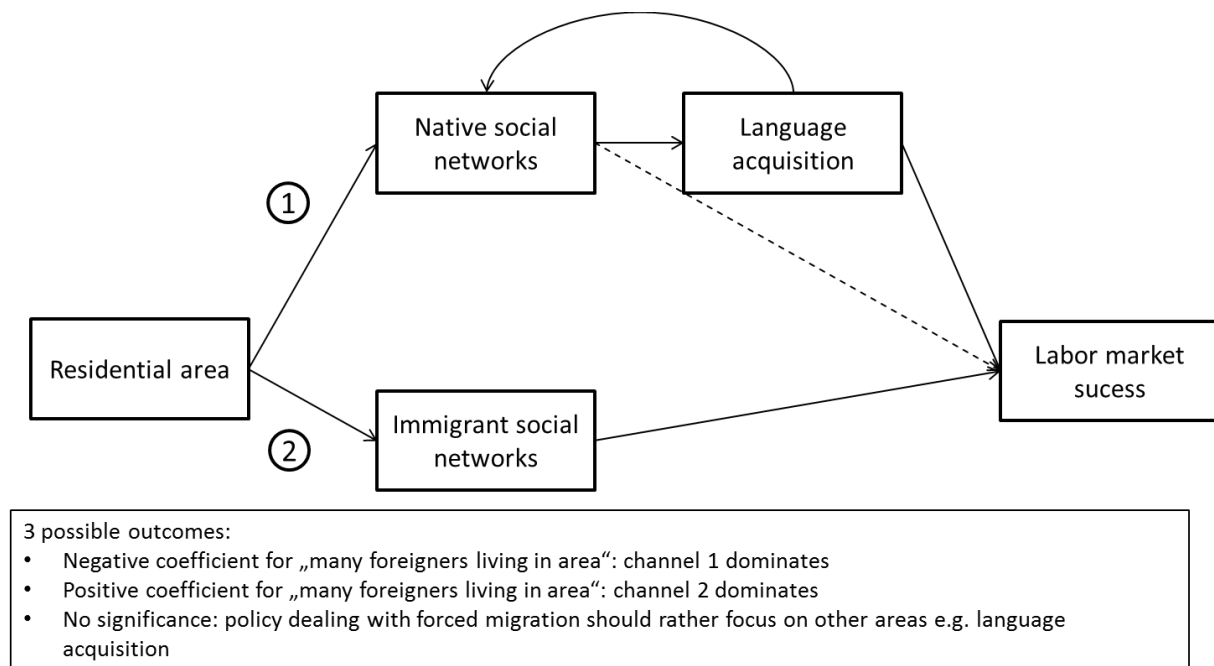 Native social
networks
Language
acquisition
1
Residential area
Labor market
sucess
2
Immigrant social
networks
3 possible outcomes:
• Negative coefficient for „many foreigners living in area“: channel 1 dominates
• Positive coefficient for „many foreigners living in area“: channel 2 dominates
• No significance: policy dealing with forced migration should rather focus on other areas e.g. language
acquisition